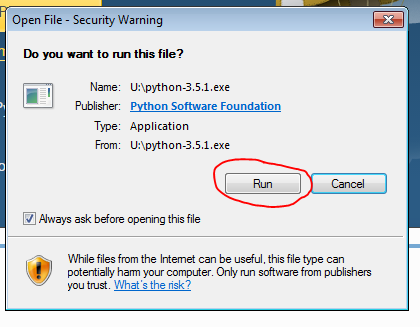 Open File - Security Warning
Do you want to run this file?
Name: U:\python-3.5.1.exe
Publisher: Python Software Foundation
Type: Application
From: U:\python-3.5.1.exe
Run Cancel
Always ask before opening this file
While files from the Internet can be useful, this file type can
potentially harm your computer. Only run software from publishers
you trust. What's the risk?